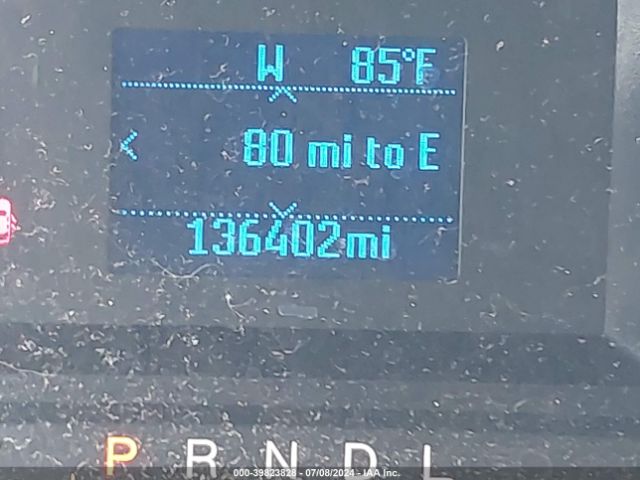 W 85°F
80 mi to E
136402mi
P R N D L
000-39823828 - 07/08/2024 - IAA Inc.